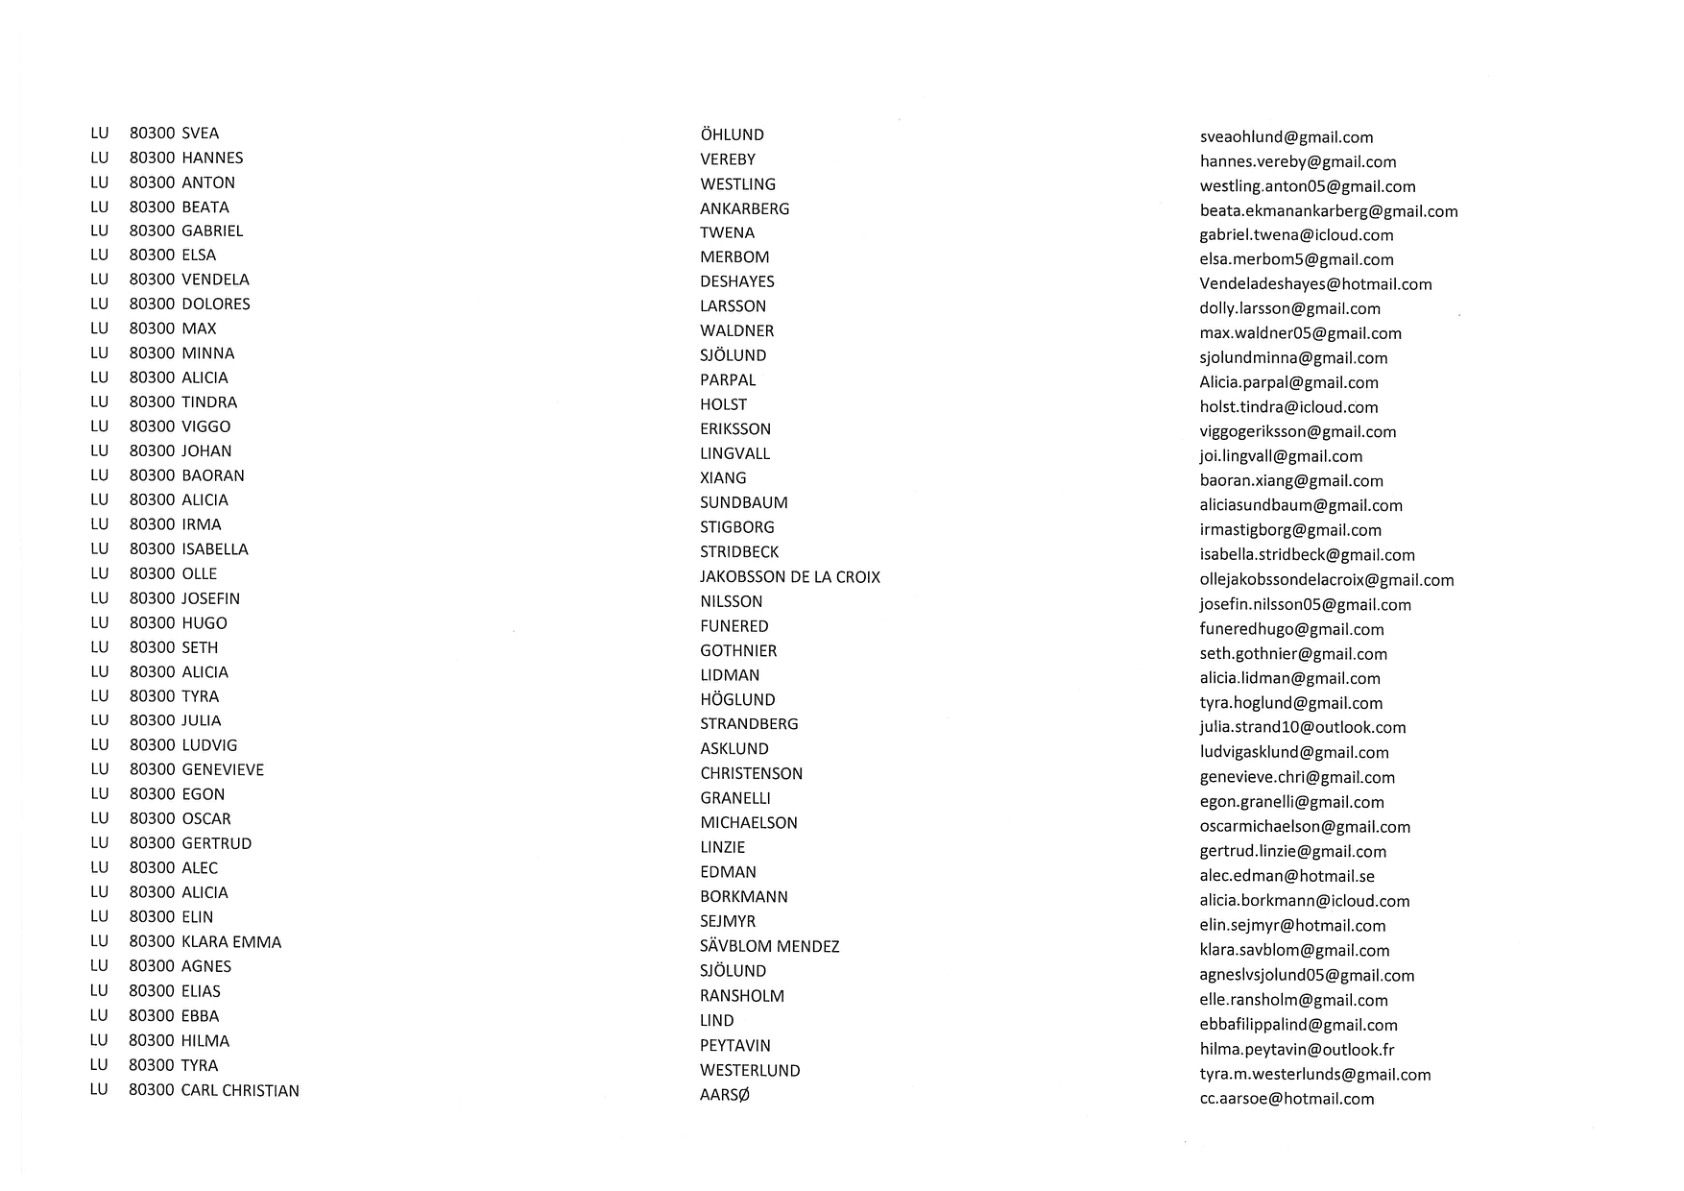 LU 80300 SVEA ÖHLUND sveaohlund@gmail.com
LU 80300 HANNES VEREBY hannes.vereby@gmail.com
LU 80300 ANTON WESTLING westling.anton05@gmail.com
LU 80300 BEATA ANKARBERG beata.ekmanankarberg@gmail.com
LU 80300 GABRIEL TWENA gabriel.twena@icloud.com
LU 80300 ELSA MERBOM elsa.merbom5@gmail.com
LU 80300 VENDELA DESHAYES Vendeladeshayes@hotmail.com
LU 80300 DOLORES LARSSON dolly.larsson@gmail.com
LU 80300 MAX WALDNER max.waldner05@gmail.com
LU 80300 MINNA SJÖLUND sjolundminna@gmail.com
LU 80300 ALICIA PARPAL Alicia.parpal@gmail.com
LU 80300 TINDRA HOLST holst.tindra@icloud.com
LU 80300 VIGGO ERIKSSON viggogeriksson@gmail.com
LU 80300 JOHAN LINGVALL joi.lingvall@gmail.com
LU 80300 BAORAN XIANG baoran.xiang@gmail.com
LU 80300 ALICIA SUNDBAUM aliciasundbaum@gmail.com
LU 80300 IRMA STIGBORG irmastigborg@gmail.com
LU 80300 ISABELLA STRIDBECK isabella.stridbeck@gmail.com
LU 80300 OLLE JAKOBSSON DE LA CROIX ollejakobssondelacroix@gmail.com
LU 80300 JOSEFIN NILSSON josefin.nilsson05@gmail.com
LU 80300 HUGO FUNERED funeredhugo@gmail.com
LU 80300 SETH GOTHNIER seth.gothnier@gmail.com
LU 80300 ALICIA LIDMAN alicia.lidman@gmail.com
LU 80300 TYRA HÖGLUND tyra.hoglund@gmail.com
LU 80300 JULIA STRANDBERG julia.strand10@outlook.com
LU 80300 LUDVIG ASKLUND ludvigasklund@gmail.com
LU 80300 GENEVIEVE CHRISTENSON genevieve.chri@gmail.com
LU 80300 EGON GRANELLI egon.granelli@gmail.com
LU 80300 OSCAR MICHAELSON oscarmichaelson@gmail.com
LU 80300 GERTRUD LINZIE gertrud.linzie@gmail.com
LU 80300 ALEC EDMAN alec.edman@hotmail.se
LU 80300 ALICIA BORKMANN alicia.borkmann@icloud.com
LU 80300 ELIN SEJMYR elin.sejmyr@hotmail.com
LU 80300 KLARA EMMA SÄVBLOM MENDEZ klara.savblom@gmail.com
LU 80300 AGNES SJÖLUND agneslvsjolund05@gmail.com
LU 80300 ELIAS RANSHOLM elle.ransholm@gmail.com
LU 80300 EBBA LIND ebbafilippalind@gmail.com
LU 80300 HILMA PEYTAVIN hilma.peytavin@outlook.fr
LU 80300 TYRA WESTERLUND tyra.m.westerlunds@gmail.com
LU 80300 CARL CHRISTIAN AARSØ cc.aarsoe@hotmail.com